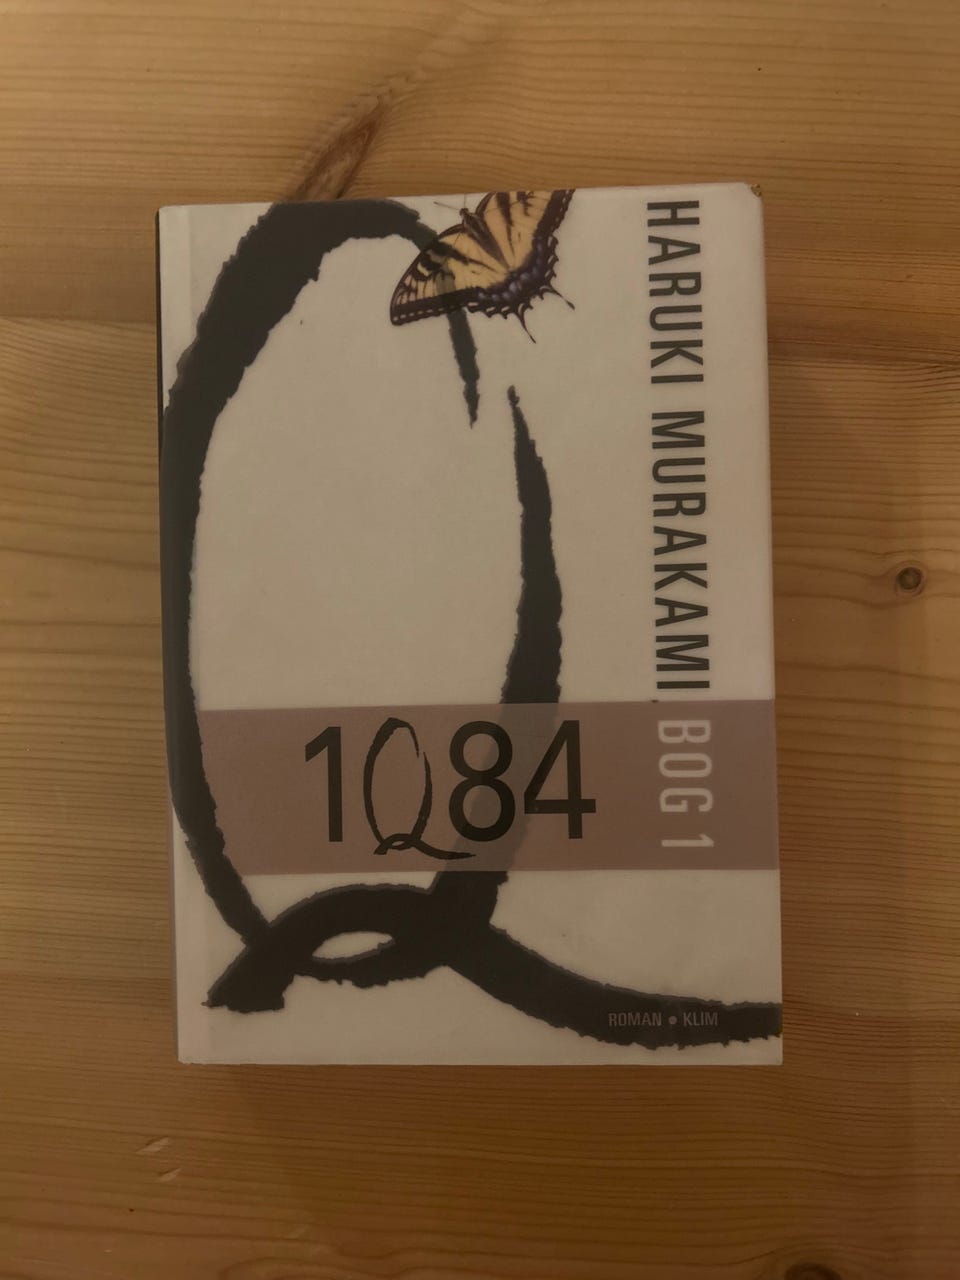 HARUKI MURAKAMI BOG 1
1Q84
ROMAN • KLIM